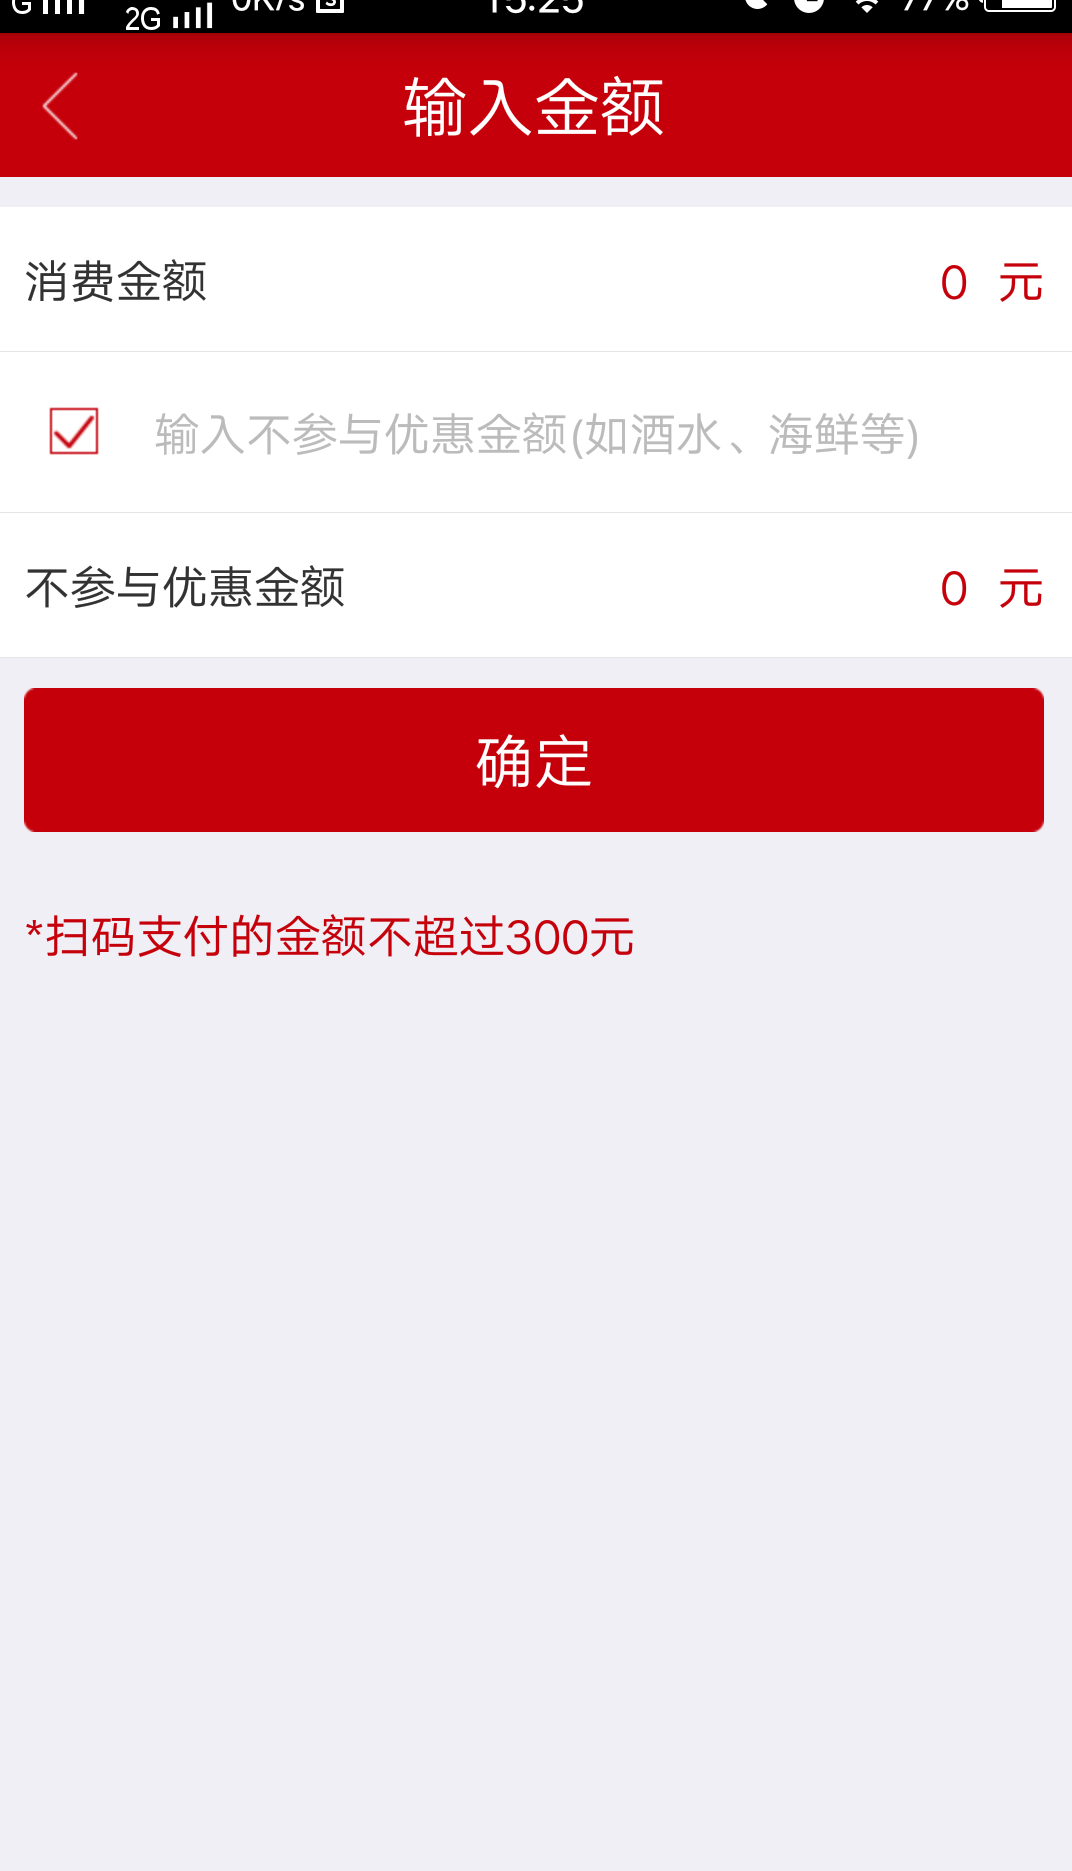 2G
15:25
77%
输入金额
消费金额 0 元
输入不参与优惠金额(如酒水、海鲜等)
不参与优惠金额 0 元
确定
*扫码支付的金额不超过300元